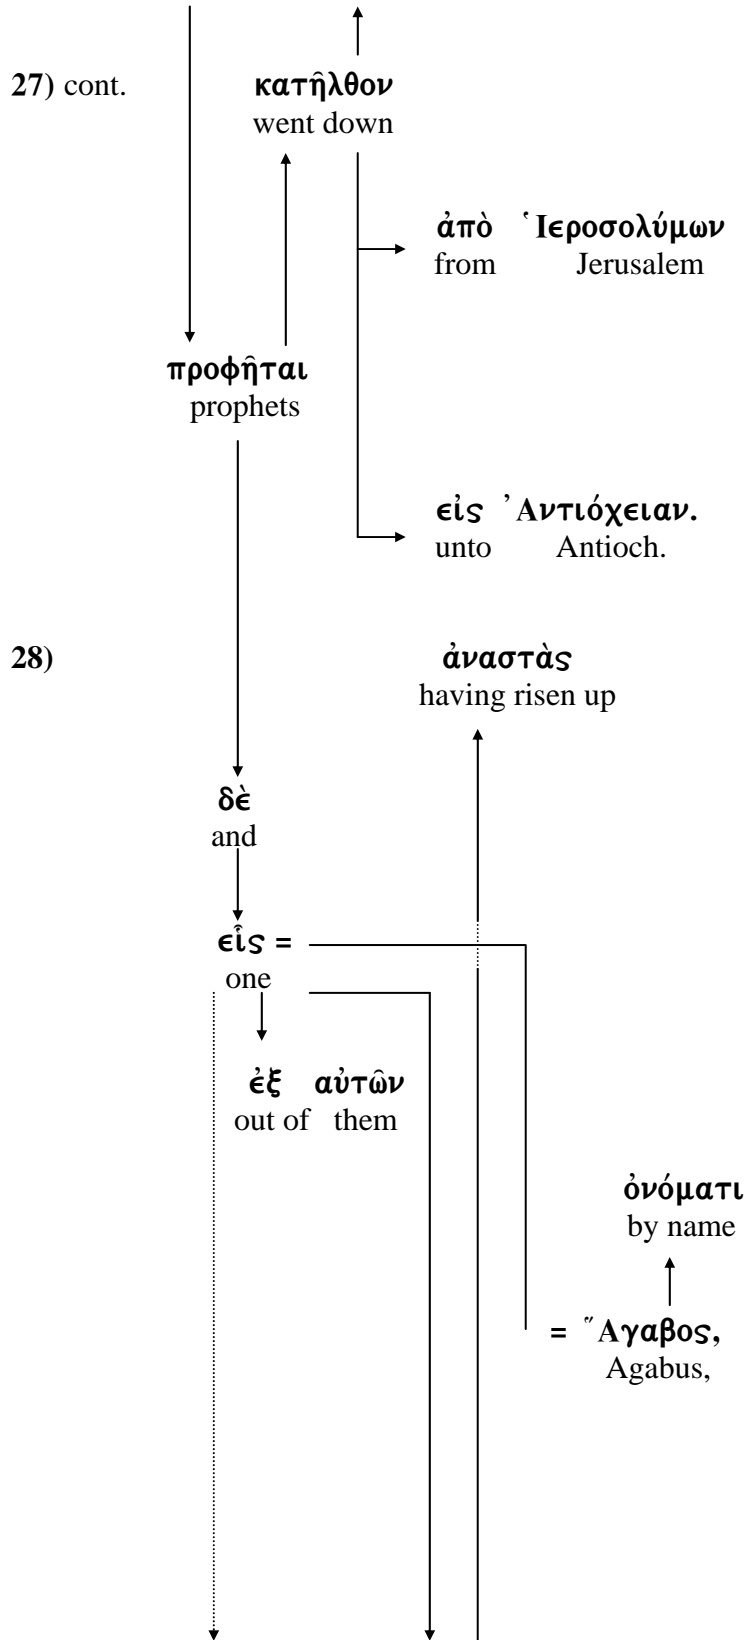 27) cont. κατῆλθον
went down
ἀπὸ Ἱεροσολύμων
from Jerusalem
προφῆται
prophets
εἰς Ἀντιόχειαν.
unto Antioch.
28) ἀναστὰς
having risen up
δὲ
and
εἷς =
one
ἐξ αὐτῶν
out of them
ὀνόματι
by name
= Ἅγαβος,
Agabus,